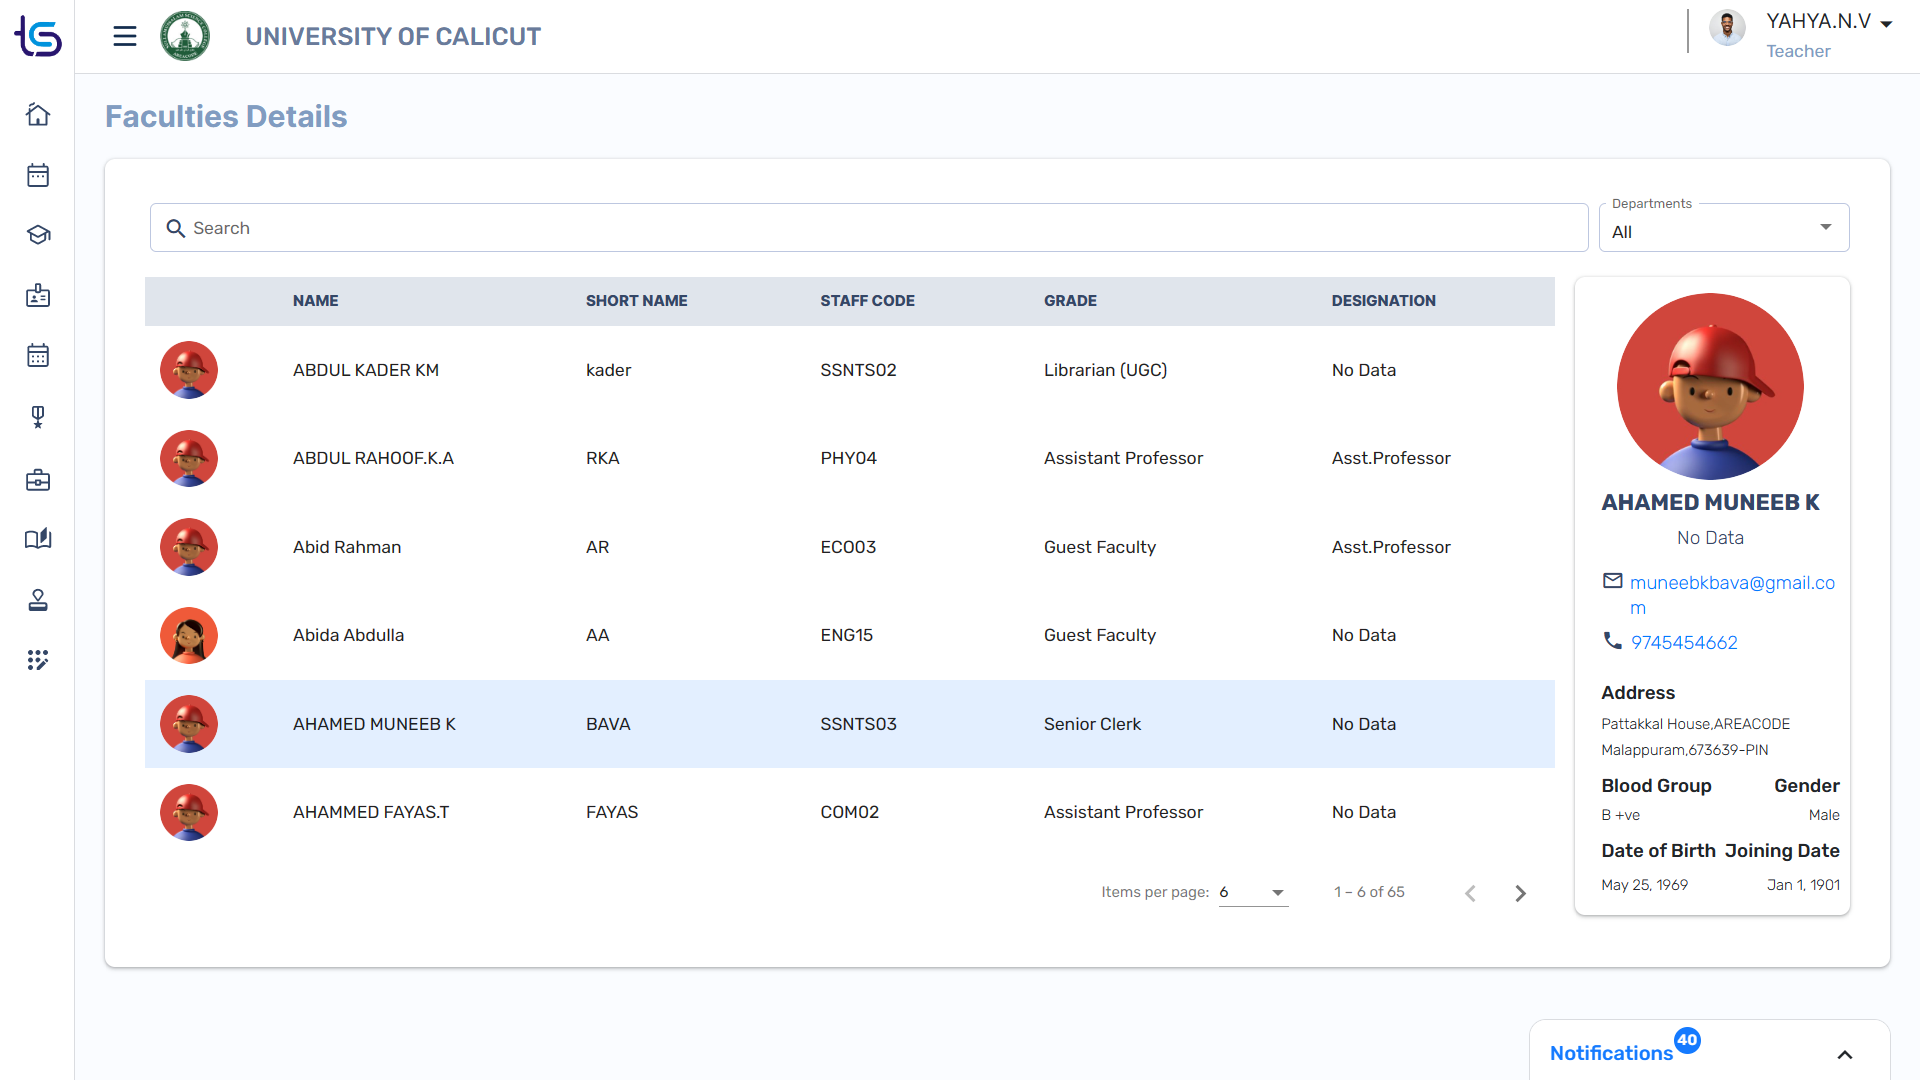 UNIVERSITY OF CALICUT
YAHYA.N.V
Teacher
Faculties Details
Search
Departments
All
NAME SHORT NAME STAFF CODE GRADE DESIGNATION
ABDUL KADER KM kader SSNTS02 Librarian (UGC) No Data
ABDUL RAHOOF.K.A RKA PHY04 Assistant Professor Asst.Professor
Abid Rahman AR ECO03 Guest Faculty Asst.Professor
Abida Abdulla AA ENG15 Guest Faculty No Data
AHAMED MUNEEB K BAVA SSNTS03 Senior Clerk No Data
AHAMMED FAYAS.T FAYAS COM02 Assistant Professor No Data
Items per page: 6 1 – 6 of 65
AHAMED MUNEEB K
No Data
muneebkbava@gmail.co
m
9745454662
Address
Pattakkal House,AREACODE
Malappuram,673639-PIN
Blood Group Gender
B +ve Male
Date of Birth Joining Date
May 25, 1969 Jan 1, 1901
Notifications 40